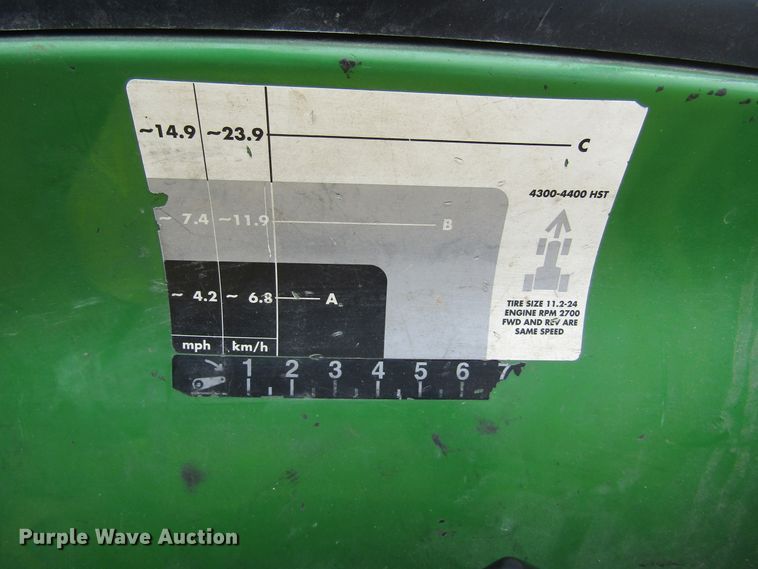 ~14.9 ~23.9 C
4300-4400 HST
~ 7.4 ~11.9 B
~ 4.2 ~ 6.8 A
TIRE SIZE 11.2-24
ENGINE RPM 2700
FWD AND REV ARE
SAME SPEED
mph km/h
1 2 3 4 5 6 7
Purple Wave Auction